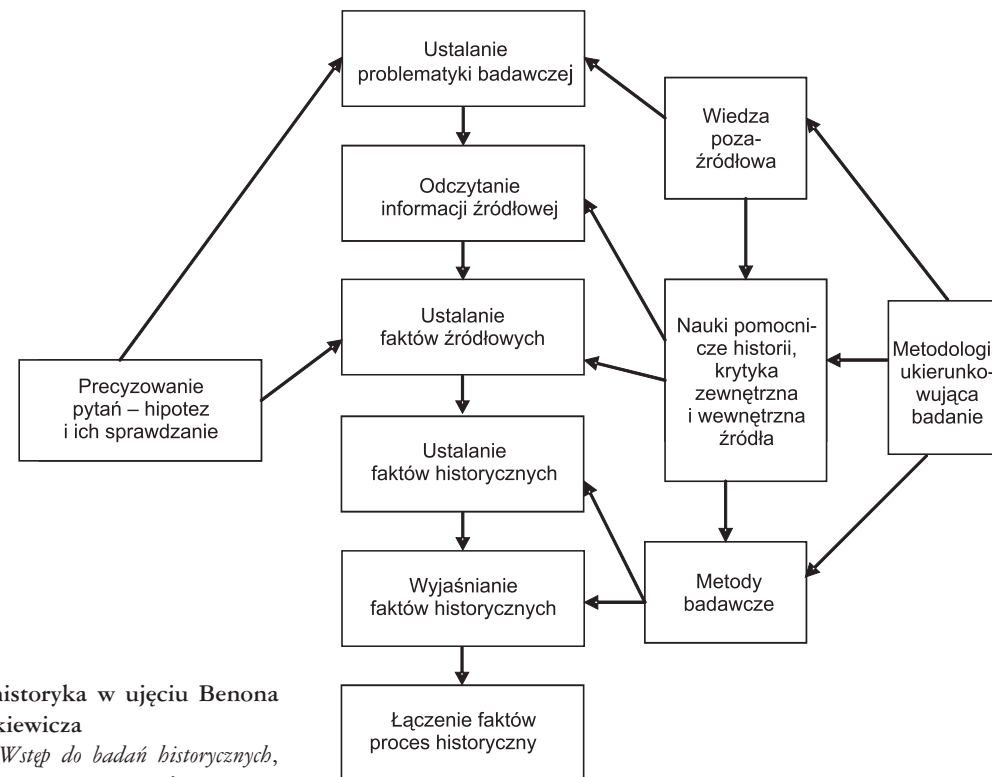 Ustalanie
problematyki badawczej
Wiedza
poza-
źródłowa
Odczytanie
informacji źródłowej
Ustalanie
faktów źródłowych
Nauki pomocni-
cze historii,
krytyka
zewnętrzna
i wewnętrzna
źródła
Metodologi
ukierunko-
wująca
badanie
Precyzowanie
pytań – hipotez
i ich sprawdzanie
Ustalanie
faktów historycznych
Wyjaśnianie
faktów historycznych
Metody
badawcze
Łączenie faktów
proces historyczny
historyka w ujęciu Benona
kiewicza
Wstęp do badań historycznych,